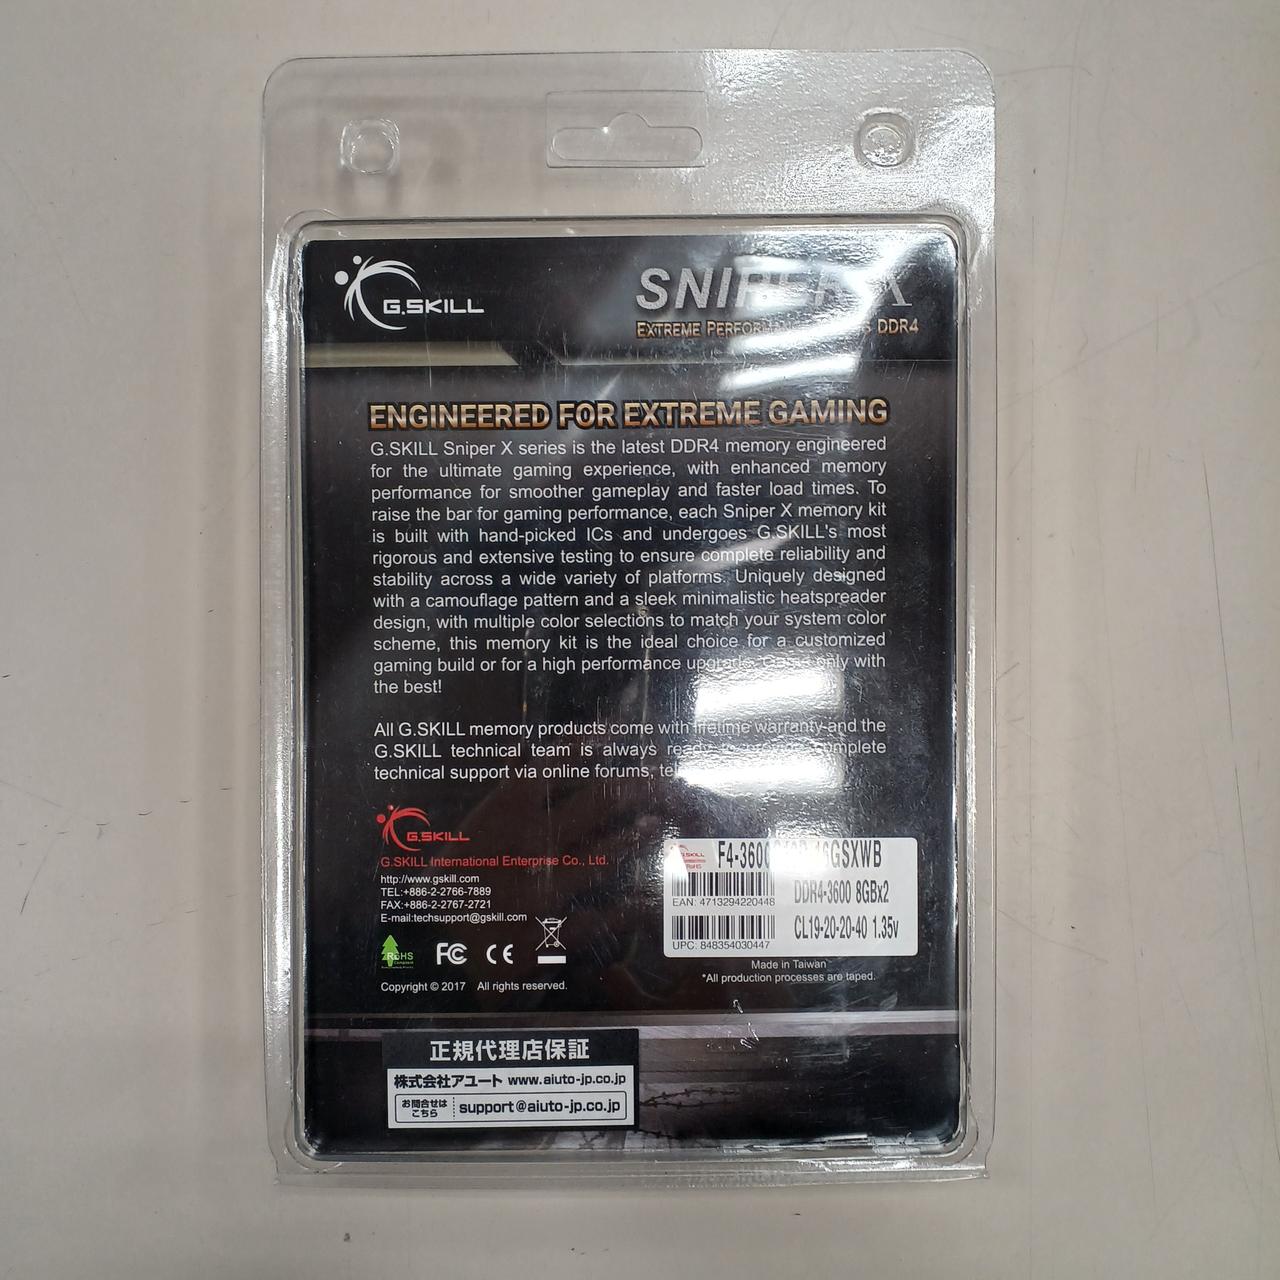 G.SKILL
SNIPER X
EXTREME PERFORMANCE DDR4
ENGINEERED FOR EXTREME GAMING
G.SKILL Sniper X series is the latest DDR4 memory engineered
for the ultimate gaming experience, with enhanced memory
performance for smoother gameplay and faster load times. To
raise the bar for gaming performance, each Sniper X memory kit
is built with hand-picked ICs and undergoes G.SKILL's most
rigorous and extensive testing to ensure complete reliability and
stability across a wide variety of platforms. Uniquely designed
with a camouflage pattern and a sleek minimalistic heatspreader
design, with multiple color selections to match your system color
scheme, this memory kit is the ideal choice for a customized
gaming build or for a high performance upgrade. Game only with
the best!
All G.SKILL memory products come with lifetime warranty and the
G.SKILL technical team is always ready to provide complete
technical support via online forums,
G.SKILL
G.SKILL International Enterprise Co., Ltd.
http://www.gskill.com
TEL:+886-2-2766-7889
FAX:+886-2-2767-2721
E-mail:techsupport@gskill.com
RoHS
FC CE
Copyright © 2017 All rights reserved.
G.SKILL
RoHS
EAN: 4713294220448
DDR4-3600 8GBx2
UPC: 848354030447
CL19-20-20-40 1.35v
Made in Taiwan
*All production processes are taped.
正規代理店保証
株式会社アユート www.aiuto-jp.co.jp
お問合せは
こちら
support@aiuto-jp.co.jp